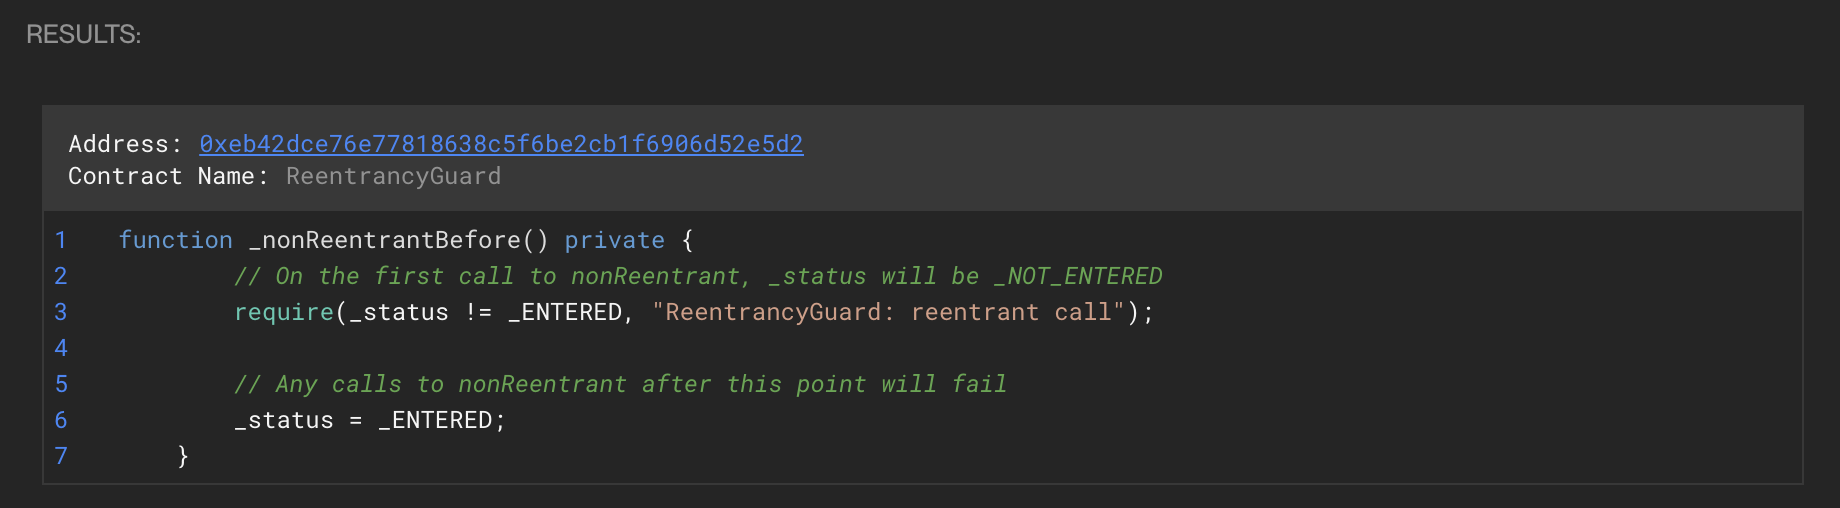 RESULTS:
Address: 0xeb42dce76e77818638c5f6be2cb1f6906d52e5d2
Contract Name: ReentrancyGuard
1 function _nonReentrantBefore() private {
2 // On the first call to nonReentrant, _status will be _NOT_ENTERED
3 require(_status != _ENTERED, "ReentrancyGuard: reentrant call");
4
5 // Any calls to nonReentrant after this point will fail
6 _status = _ENTERED;
7 }